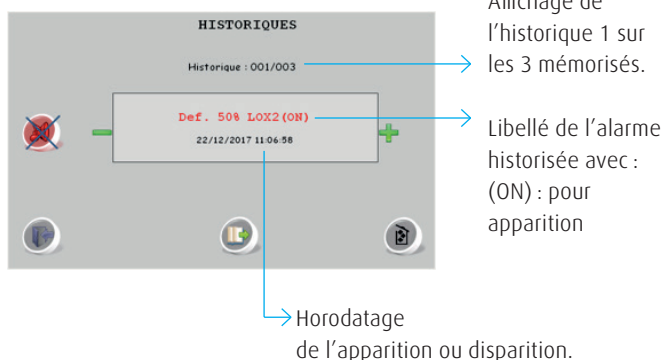 Affichage de
l'historique 1 sur
les 3 mémorisés.
HISTORIQUES
Historique : 001/003
Def. 50% LOX2(ON)
22/12/2017 11:06:58
Libellé de l'alarme
historisée avec :
(ON) : pour
apparition
Horodatage
de l'apparition ou disparition.